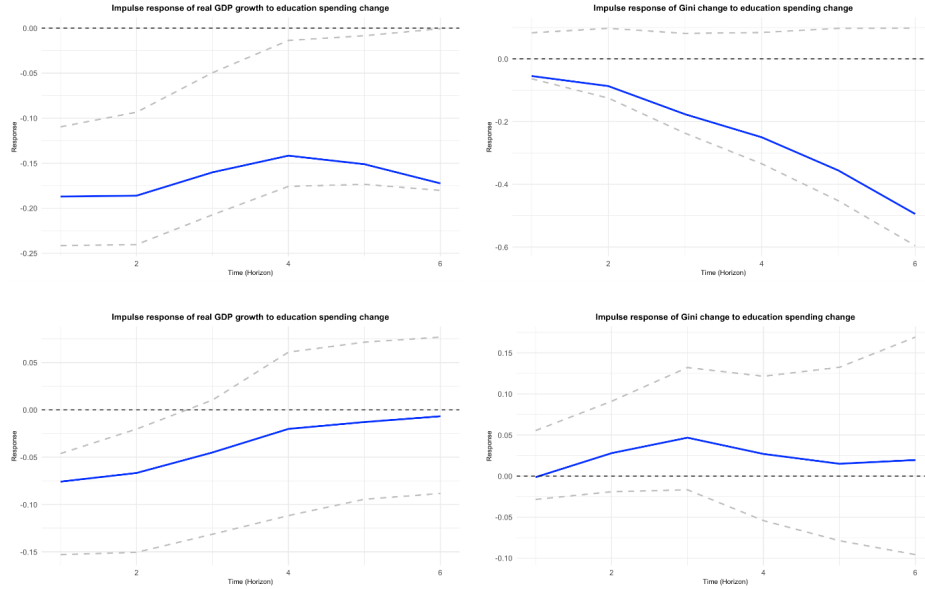 Impulse response of real GDP growth to education spending change
0.00
-0.05
-0.10
-0.15
-0.20
-0.25
Response
2
4
6
Time (Horizon)
Impulse response of Gini change to education spending change
0.0
-0.2
-0.4
-0.6
Response
2
4
6
Time (Horizon)
Impulse response of real GDP growth to education spending change
0.05
0.00
-0.05
-0.10
-0.15
Response
2
4
6
Time (Horizon)
Impulse response of Gini change to education spending change
0.15
0.10
0.05
0.00
-0.05
-0.10
Response
2
4
6
Time (Horizon)